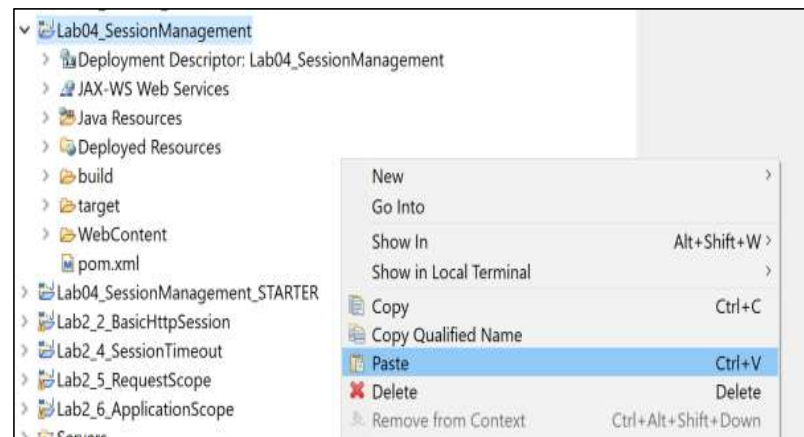 Lab04_SessionManagement
Deployment Descriptor: Lab04_SessionManagement
JAX-WS Web Services
Java Resources
Deployed Resources
build
target
WebContent
pom.xml
Lab04_SessionManagement_STARTER
Lab2_2_BasicHttpSession
Lab2_4_SessionTimeout
Lab2_5_RequestScope
Lab2_6_ApplicationScope
New
Go Into
Show In Alt+Shift+W
Show in Local Terminal
Copy Ctrl+C
Copy Qualified Name
Paste Ctrl+V
Delete Delete
Remove from Context Ctrl+Alt+Shift+Down